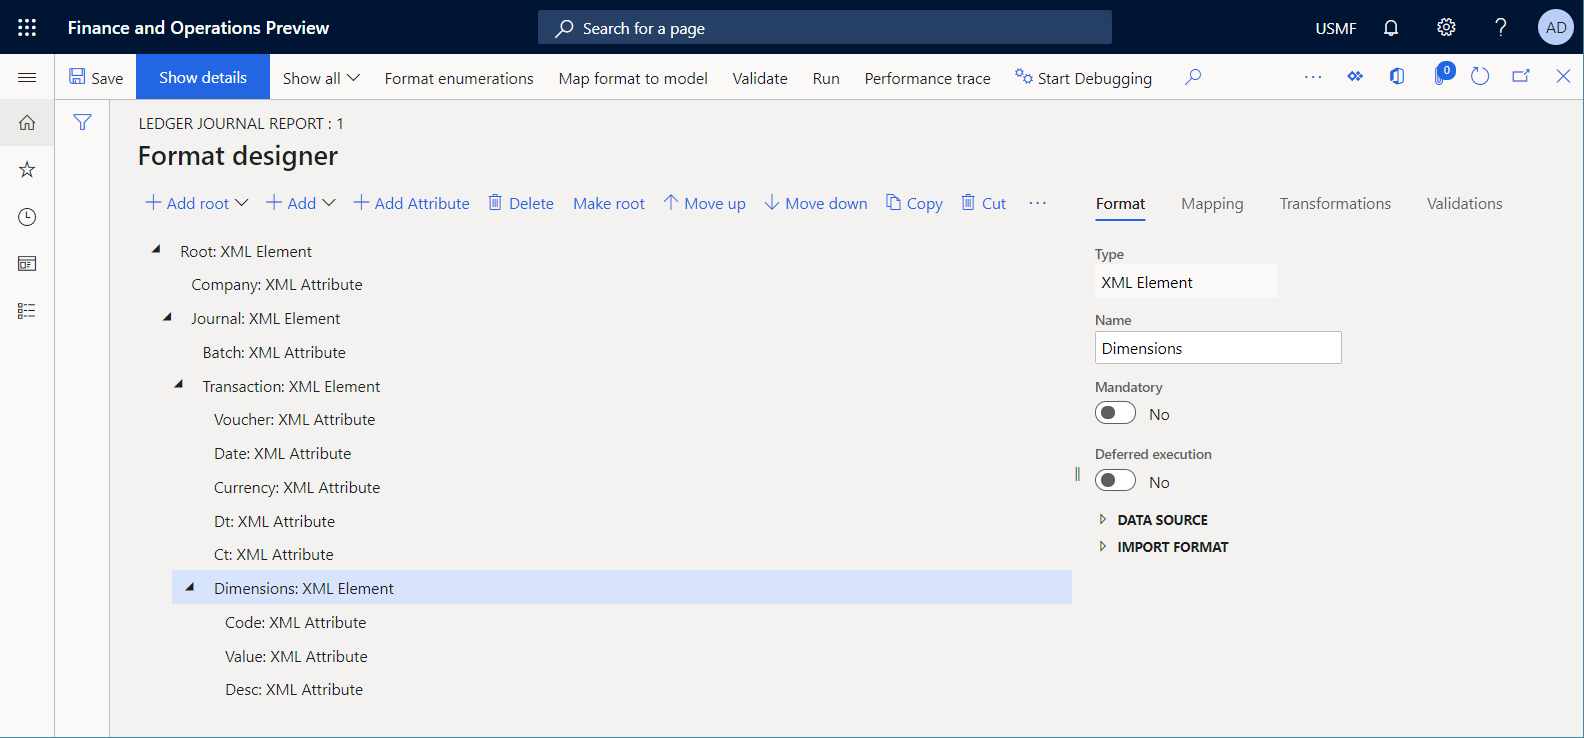 Finance and Operations Preview
Search for a page
USMF
?
AD
Save
Show details
Show all
Format enumerations
Map format to model
Validate
Run
Performance trace
Start Debugging
...
0
LEDGER JOURNAL REPORT : 1
Format designer
Add root
Add
Add Attribute
Delete
Make root
Move up
Move down
Copy
Cut
...
Root: XML Element
Company: XML Attribute
Journal: XML Element
Batch: XML Attribute
Transaction: XML Element
Voucher: XML Attribute
Date: XML Attribute
Currency: XML Attribute
Dt: XML Attribute
Ct: XML Attribute
Dimensions: XML Element
Code: XML Attribute
Value: XML Attribute
Desc: XML Attribute
Format
Mapping
Transformations
Validations
Type
XML Element
Name
Dimensions
Mandatory
No
Deferred execution
No
DATA SOURCE
IMPORT FORMAT